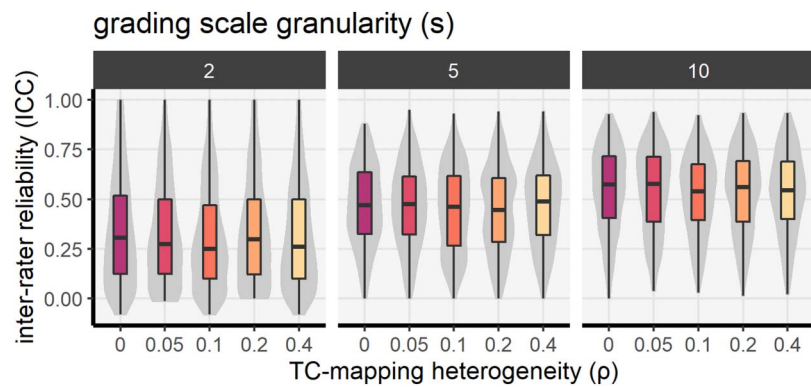 grading scale granularity (s)
2 5 10
inter-rater reliability (ICC)
1.00
0.75
0.50
0.25
0.00
0 0.05 0.1 0.2 0.4 0 0.05 0.1 0.2 0.4 0 0.05 0.1 0.2 0.4
TC-mapping heterogeneity (ρ)